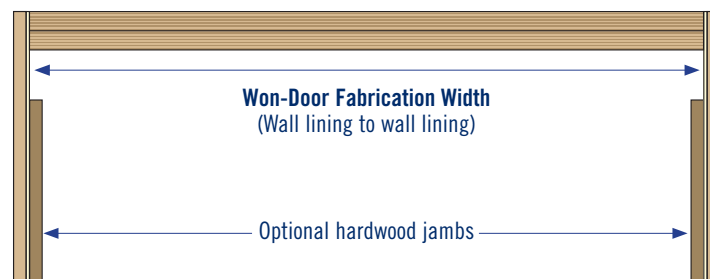 Won-Door Fabrication Width
(Wall lining to wall lining)
Optional hardwood jambs